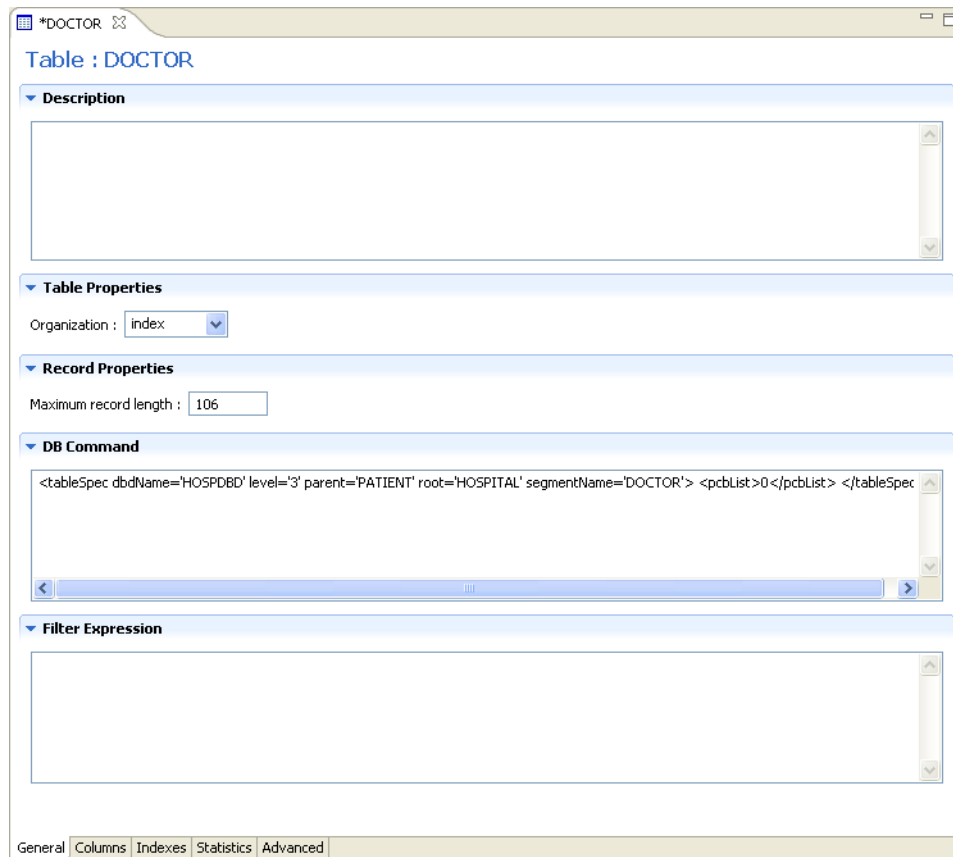 *DOCTOR
Table : DOCTOR
Description
Table Properties
Organization : index
Record Properties
Maximum record length : 106
DB Command
<tableSpec dbdName='HOSPDBD' level='3' parent='PATIENT' root='HOSPITAL' segmentName='DOCTOR'> <pcbList>0</pcbList> </tableSpec
Filter Expression
General Columns Indexes Statistics Advanced